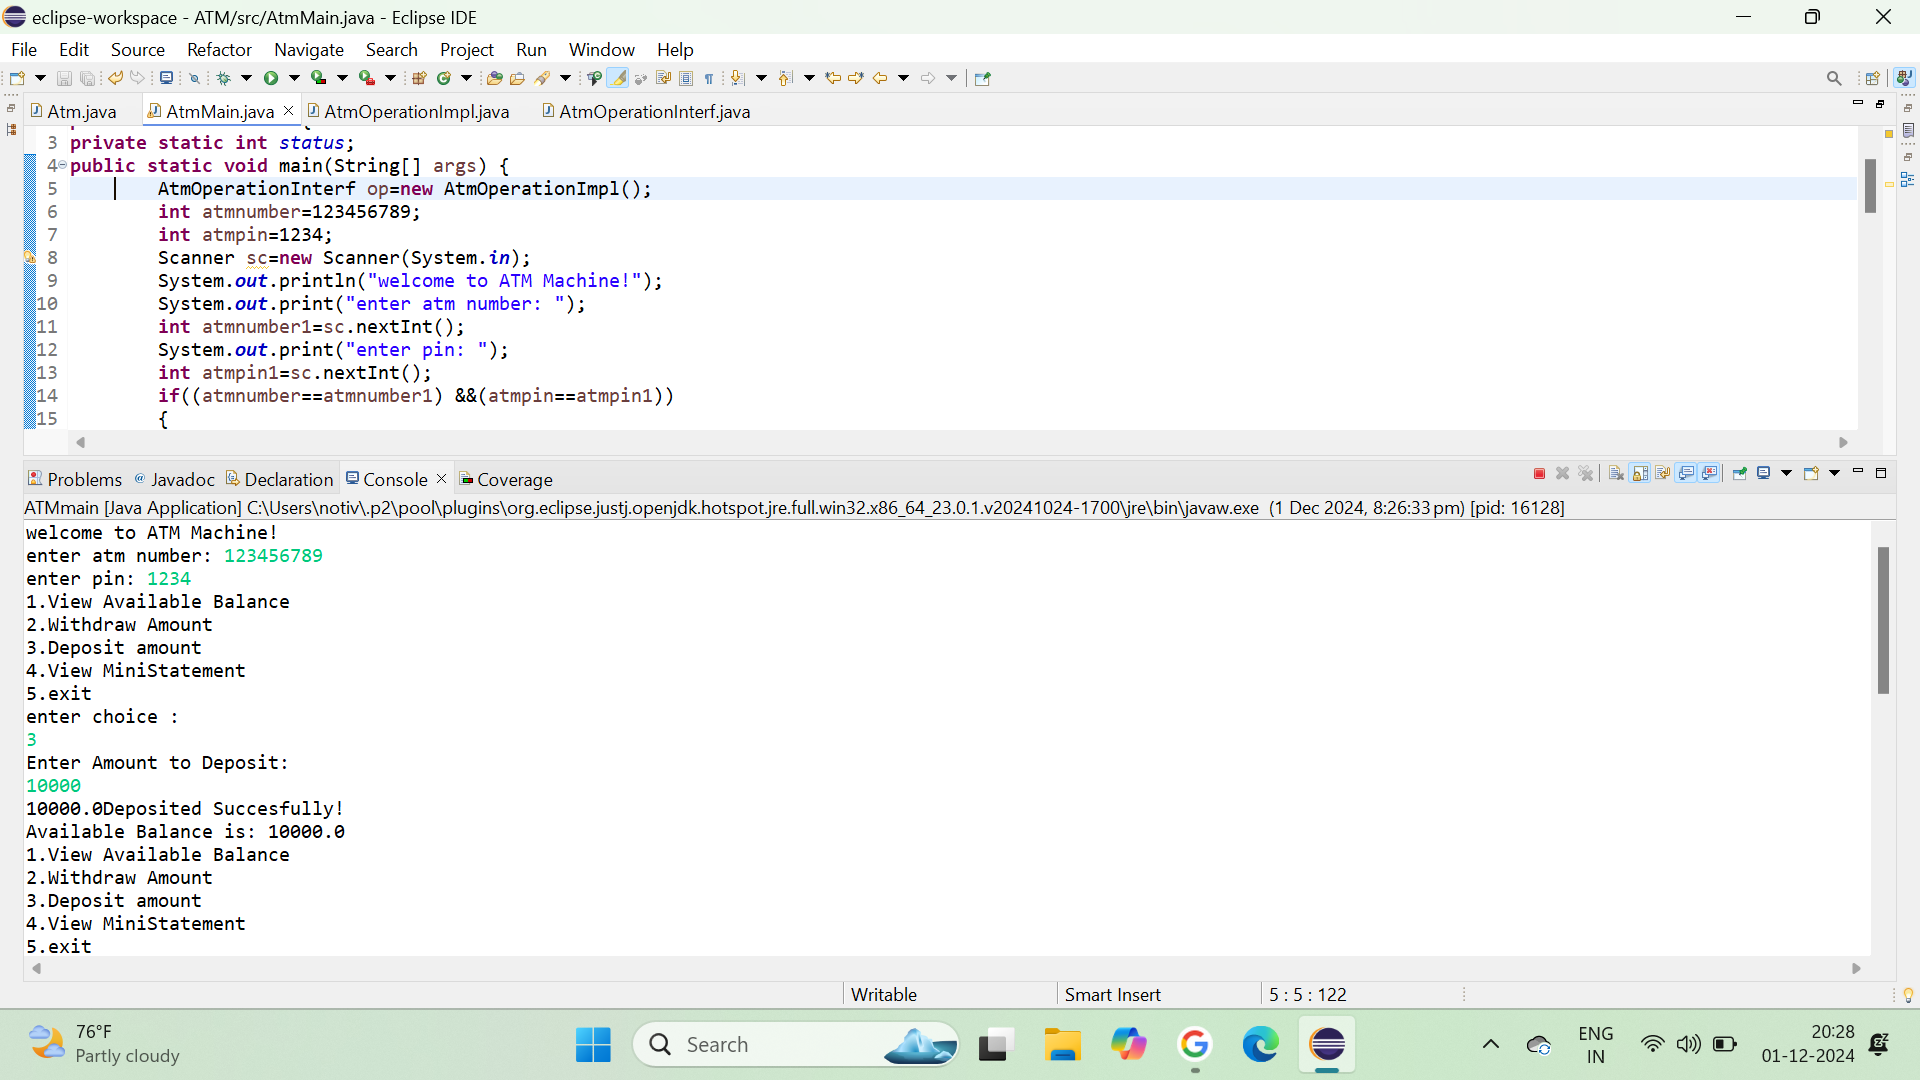 eclipse-workspace - ATM/src/AtmMain.java - Eclipse IDE
File Edit Source Refactor Navigate Search Project Run Window Help
Atm.java AtmMain.java AtmOperationImpl.java AtmOperationInterf.java
3 private static int status;
4 public static void main(String[] args) {
5 AtmOperationInterf op=new AtmOperationImpl();
6 int atmnumber=123456789;
7 int atmpin=1234;
8 Scanner sc=new Scanner(System.in);
9 System.out.println("welcome to ATM Machine!");
10 System.out.print("enter atm number: ");
11 int atmnumber1=sc.nextInt();
12 System.out.print("enter pin: ");
13 int atmpin1=sc.nextInt();
14 if((atmnumber==atmnumber1) &&(atmpin==atmpin1))
15 {
Problems Javadoc Declaration Console Coverage
ATMmain [Java Application] C:\Users\notiv\.p2\pool\plugins\org.eclipse.justj.openjdk.hotspot.jre.full.win32.x86_64_23.0.1.v20241024-1700\jre\bin\javaw.exe (1 Dec 2024, 8:26:33 pm) [pid: 16128]
welcome to ATM Machine!
enter atm number: 123456789
enter pin: 1234
1.View Available Balance
2.Withdraw Amount
3.Deposit amount
4.View MiniStatement
5.exit
enter choice :
3
Enter Amount to Deposit:
10000
10000.0Deposited Succesfully!
Available Balance is: 10000.0
1.View Available Balance
2.Withdraw Amount
3.Deposit amount
4.View MiniStatement
5.exit
Writable Smart Insert 5 : 5 : 122
76°F
Partly cloudy
Search
ENG
IN
20:28
01-12-2024